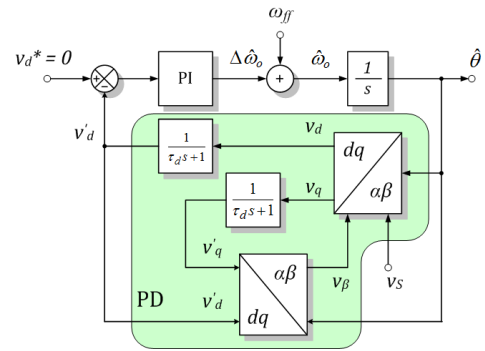 ω_ff
v_d* = 0
+
−
PI
Δω̂_o
+
ω̂_o
1/s
θ̂
v'_d
1/(τ_d s+1)
v_d
dq
αβ
1/(τ_d s+1)
v_q
v'_q
αβ
dq
v_β
v_S
PD
v'_d